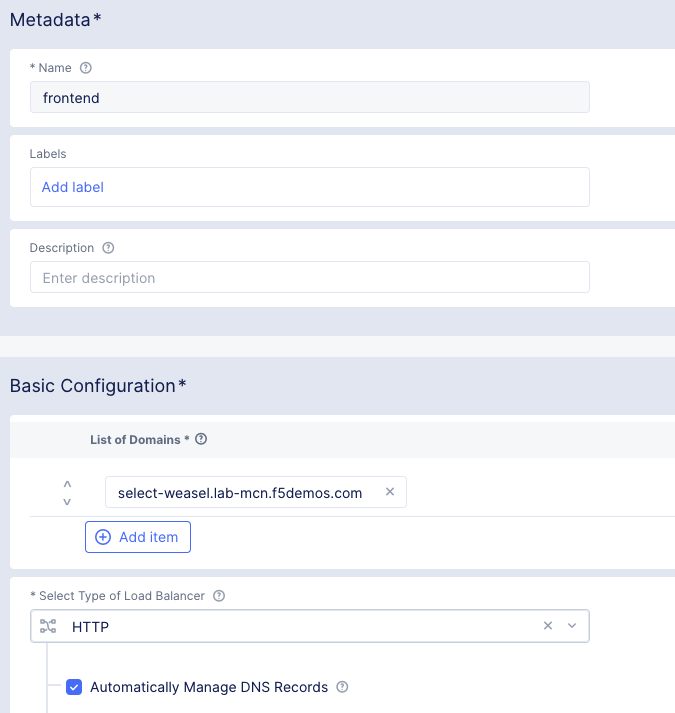 Metadata*
* Name
frontend
Labels
Add label
Description
Enter description
Basic Configuration*
List of Domains *
select-weasel.lab-mcn.f5demos.com
Add item
* Select Type of Load Balancer
HTTP
Automatically Manage DNS Records